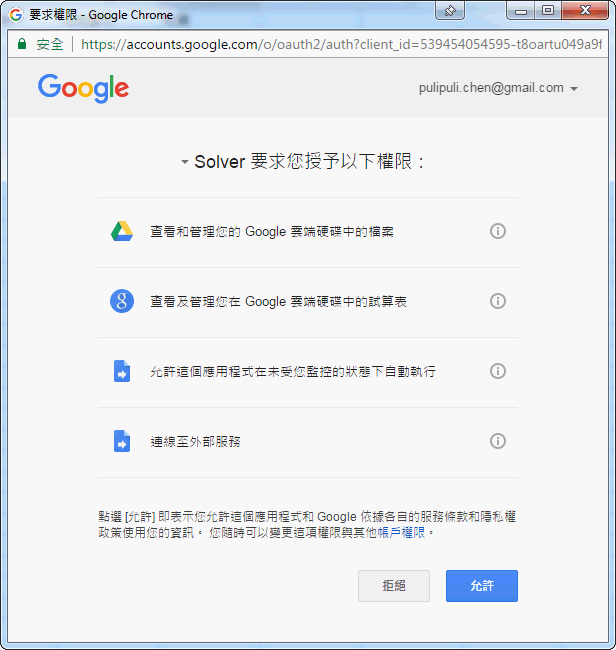 要求權限 - Google Chrome
安全 https://accounts.google.com/o/oauth2/auth?client_id=539454054595-t8oartu049a9f
Google
pulipuli.chen@gmail.com
Solver 要求您授予以下權限：
查看和管理您的 Google 雲端硬碟中的檔案
查看及管理您在 Google 雲端硬碟中的試算表
允許這個應用程式在未受您監控的狀態下自動執行
連線至外部服務
點選 [允許] 即表示您允許這個應用程式和 Google 依據各自的服務條款和隱私權
政策使用您的資訊。 您隨時可以變更這項權限與其他帳戶權限。
拒絕
允許